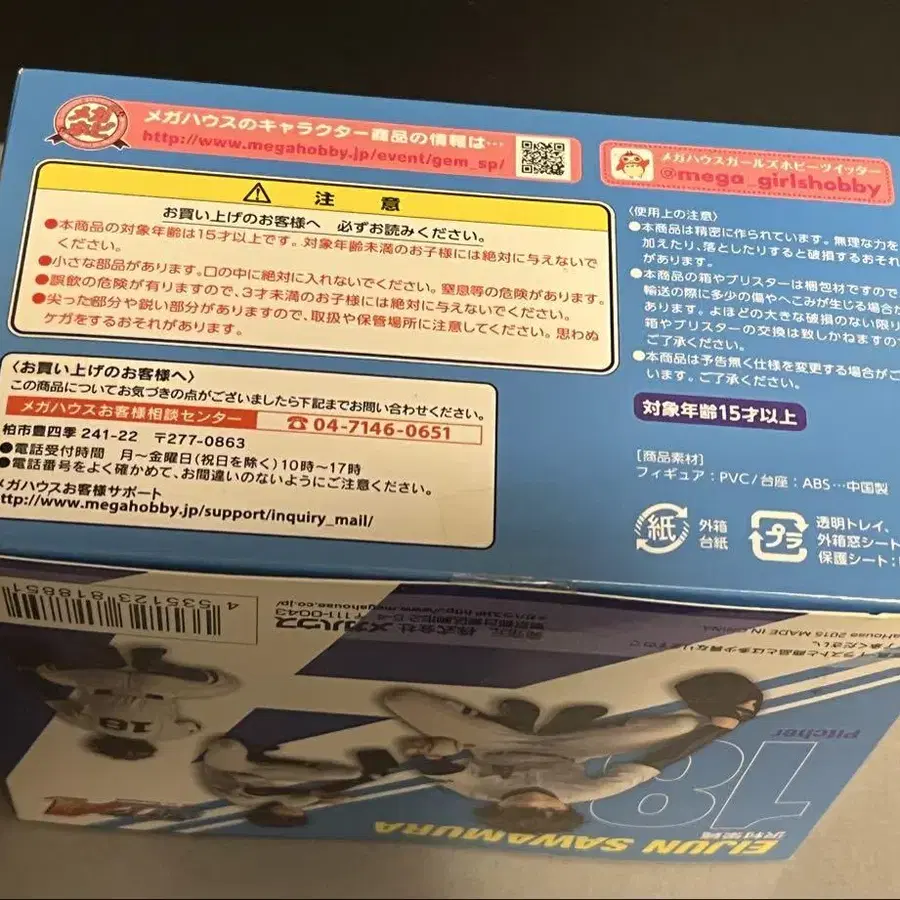 メガハウスのキャラクター商品の情報は…
http://www.megahobby.jp/event/gem_sp/
メガハウスガールズホビーツイッター
@mega_girlshobby
注 意
お買い上げのお客様へ 必ずお読みください。
●本商品の対象年齢は15才以上です。対象年齢未満のお子様には絶対に与えないで
ください。
●小さな部品があります。口の中に絶対に入れないでください。窒息等の危険があります。
●誤飲の危険が有りますので、3才未満のお子様には絶対に与えないでください。
●尖った部分や鋭い部分がありますので、取扱や保管場所に注意してください。思わぬ
ケガをするおそれがあります。
〈お買い上げのお客様へ〉
この商品についてお気づきの点がございましたら下記までお問い合わせください。
メガハウスお客様相談センター ☎04-7146-0651
柏市豊四季 241-22 〒277-0863
●電話受付時間 月〜金曜日(祝日を除く)10時〜17時
●電話番号をよく確かめて、お間違いのないようにご注意ください。
メガハウスお客様サポート
http://www.megahobby.jp/support/inquiry_mail/
〈使用上の注意〉
●本商品は精密に作られています。無理な力を
加えたり、落としたりすると破損するおそれ
があります。
●本商品の箱やブリスターは梱包材ですので
輸送の際に多少の傷やへこみが生じる場合が
あります。よほどの大きな破損のない限り
箱やブリスターの交換は致しかねますので
ご了承ください。
●本商品は予告無く仕様を変更する場合がご
います。ご了承ください。
対象年齢15才以上
[商品素材]
フィギュア：PVC/台座：ABS…中国製
紙 外箱
台紙
プラ 透明トレイ、
外箱窓シート
保護シート：
4 535123 818851
発売元 株式会社 メガハウス
〒111-0043
http://www.megahouse.co.jp/
2015 MADE IN CHINA
18
Pitcher
18
沢村栄純
EIJUN SAWAMURA